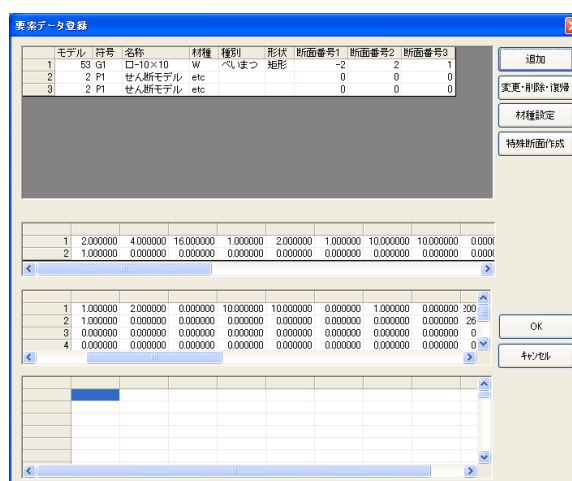 要素データ登録
モデル 符号 名称 材種 種別 形状 断面番号1 断面番号2 断面番号3
1 53 G1 ロ-10×10 W べいまつ 矩形 -2 2 1
2 2 P1 せん断モデル etc 0 0 0
3 2 P1 せん断モデル etc 0 0 0
追加
変更・削除・復帰
材種設定
特殊断面作成
1 2.000000 4.000000 16.000000 1.000000 2.000000 1.000000 10.000000 10.000000 0.000
2 1.000000 0.000000 0.000000 0.000000 0.000000 0.000000 0.000000 0.000000 0.000
1 1.000000 2.000000 0.000000 10.000000 10.000000 0.000000 1.000000 0.000000 200
2 1.000000 0.000000 0.000000 0.000000 0.000000 0.000000 0.000000 0.000000 26
3 0.000000 0.000000 0.000000 0.000000 0.000000 0.000000 0.000000 0.000000 0
4 0.000000 0.000000 0.000000 0.000000 0.000000 0.000000 0.000000 0.000000 0
OK
キャンセル